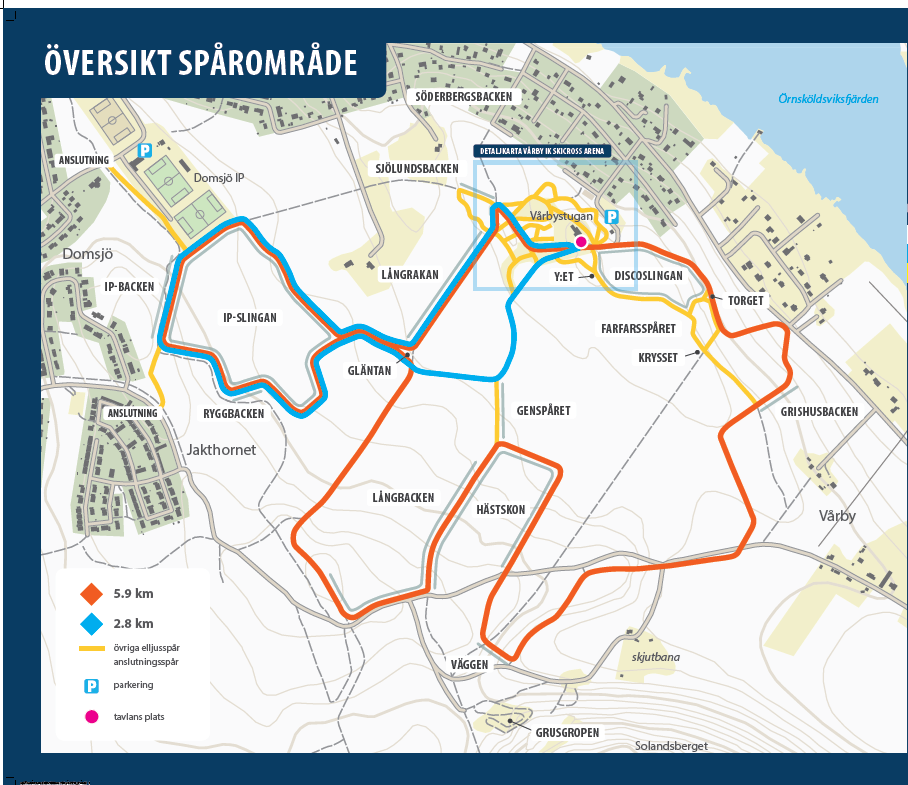 ÖVERSIKT SPÅROMRÅDE
SÖDERBERGSBACKEN
Örnsköldsviksfjärden
DETALJKARTA VÅRBY IK SKICROSS ARENA
ANSLUTNING
P
SJÖLUNDSBACKEN
Domsjö IP
Vårbystugan
P
Domsjö
LÅNGRAKAN
Y:ET
DISCOSLINGAN
IP-BACKEN
TORGET
IP-SLINGAN
FARFARSSPÅRET
KRYSSET
GLÄNTAN
ANSLUTNING
RYGGBACKEN
GENSPÅRET
GRISHUSBACKEN
Jakthornet
LÅNGBACKEN
HÄSTSKON
Vårby
5.9 km
2.8 km
övriga elljusspår
anslutningsspår
P
parkering
tavlans plats
skjutbana
VÄGGEN
GRUSGROPEN
Solandsberget